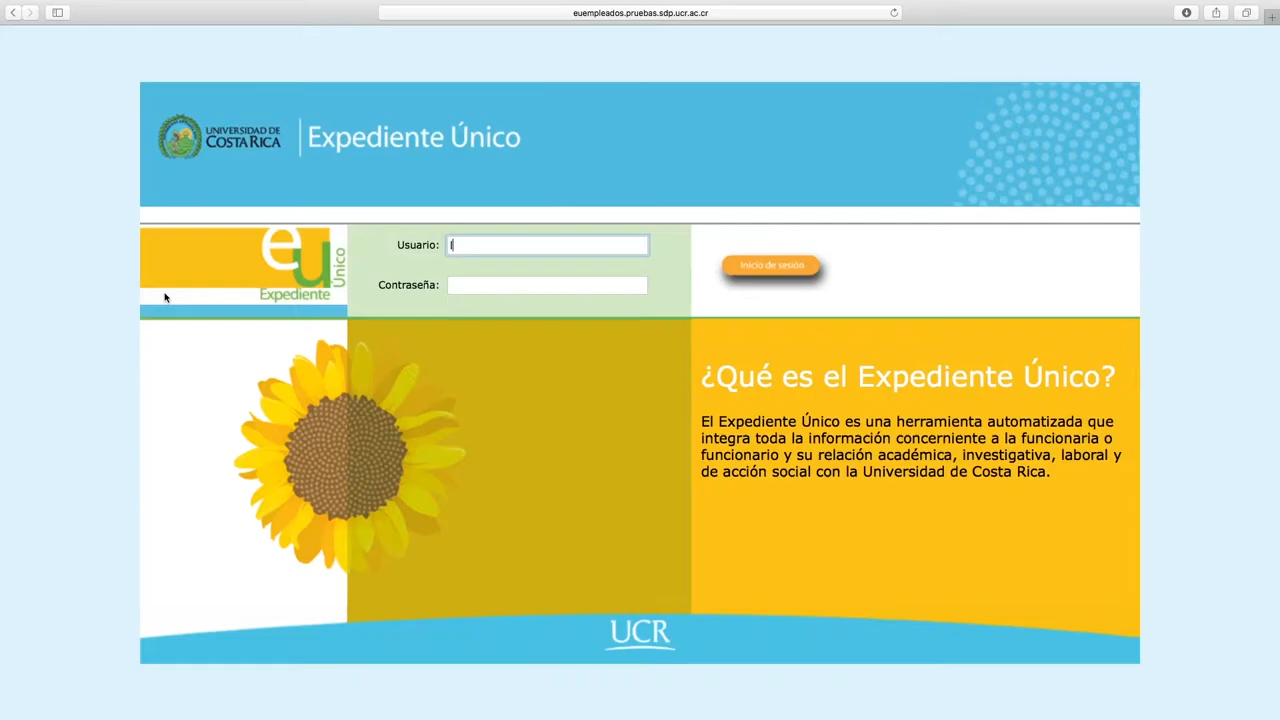 euempleados.pruebas.sdp.ucr.ac.cr
UNIVERSIDAD DE
COSTA RICA
Expediente Único
eu
Único
Expediente
Usuario:
Contraseña:
Inicio de sesión
¿Qué es el Expediente Único?
El Expediente Único es una herramienta automatizada que
integra toda la información concerniente a la funcionaria o
funcionario y su relación académica, investigativa, laboral y
de acción social con la Universidad de Costa Rica.
UCR